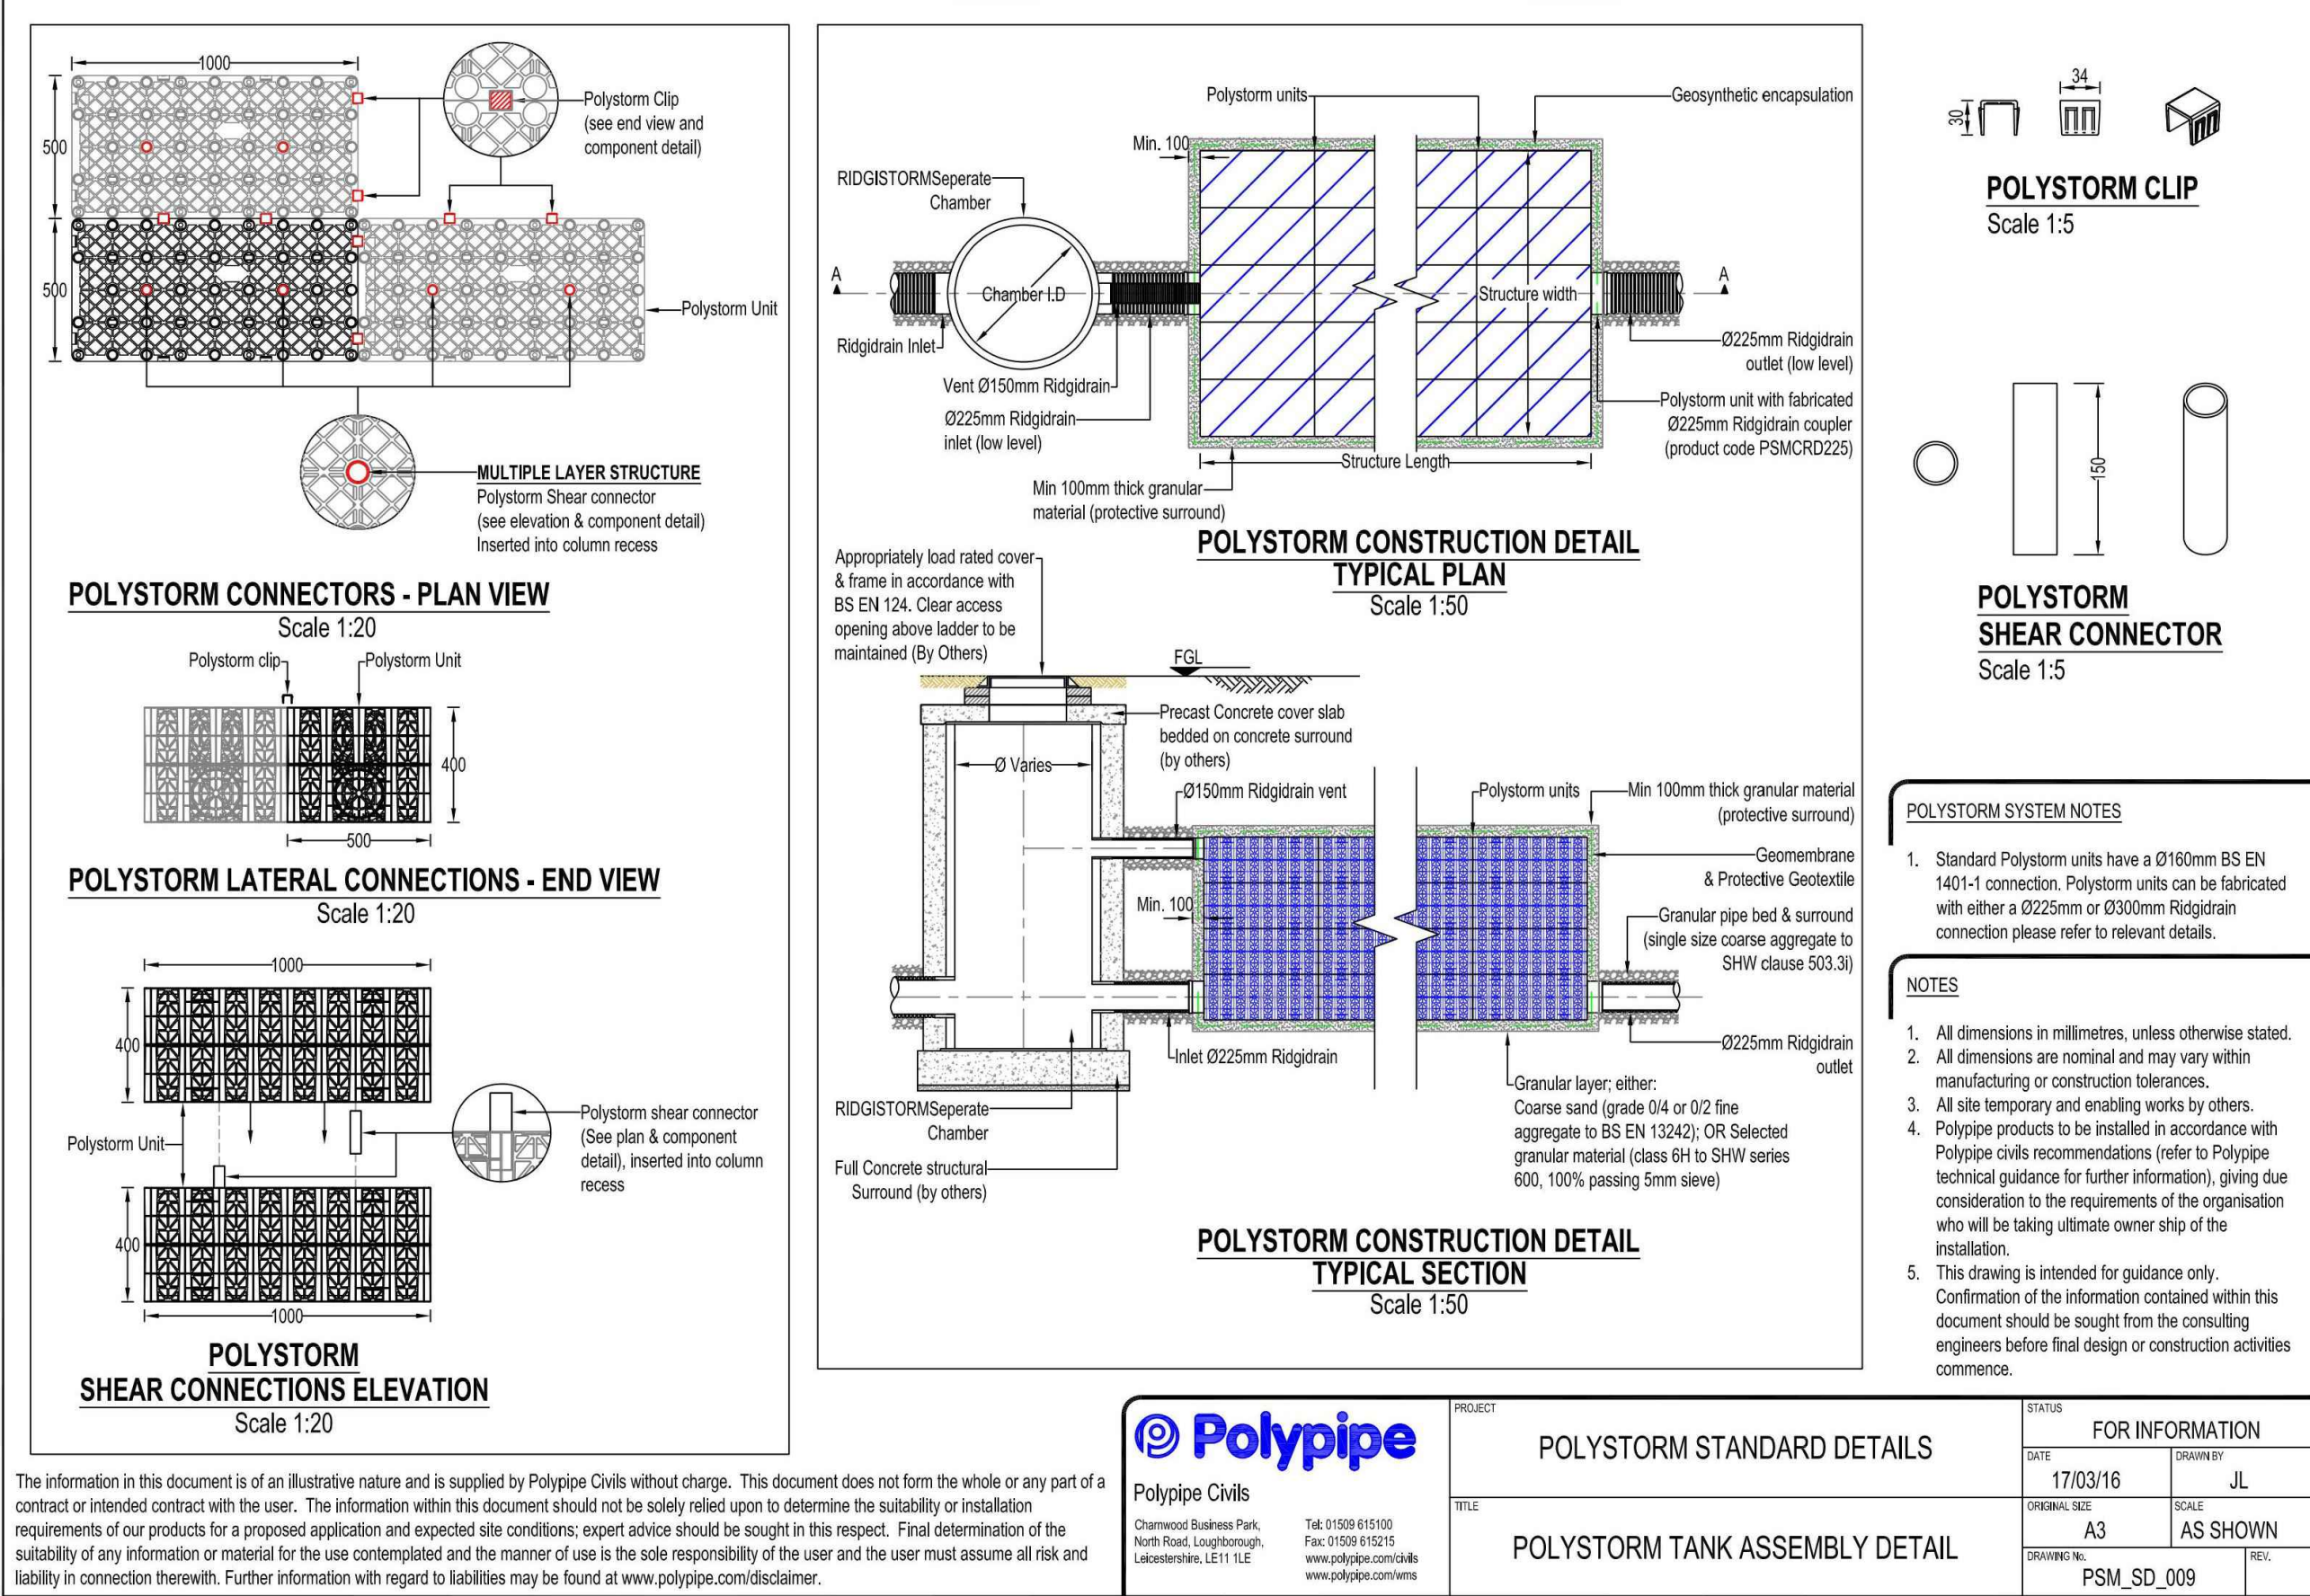 1000
500
500
Polystorm Clip
(see end view and
component detail)
Polystorm Unit
MULTIPLE LAYER STRUCTURE
Polystorm Shear connector
(see elevation & component detail)
Inserted into column recess
POLYSTORM CONNECTORS - PLAN VIEW
Scale 1:20
Polystorm clip
Polystorm Unit
400
500
POLYSTORM LATERAL CONNECTIONS - END VIEW
Scale 1:20
1000
400
Polystorm Unit
Polystorm shear connector
(See plan & component
detail), inserted into column
recess
400
1000
POLYSTORM
SHEAR CONNECTIONS ELEVATION
Scale 1:20
Polystorm units
Geosynthetic encapsulation
Min. 100
RIDGISTORMSeperate
Chamber
A
Chamber I.D
Structure width
A
Ridgidrain Inlet
Vent Ø150mm Ridgidrain
Ø225mm Ridgidrain
inlet (low level)
Ø225mm Ridgidrain
outlet (low level)
Polystorm unit with fabricated
Ø225mm Ridgidrain coupler
(product code PSMCRD225)
Structure Length
Min 100mm thick granular
material (protective surround)
POLYSTORM CONSTRUCTION DETAIL
TYPICAL PLAN
Scale 1:50
Appropriately load rated cover
& frame in accordance with
BS EN 124. Clear access
opening above ladder to be
maintained (By Others)
FGL
Precast Concrete cover slab
bedded on concrete surround
(by others)
Ø Varies
Ø150mm Ridgidrain vent
Polystorm units
Min 100mm thick granular material
(protective surround)
Geomembrane
& Protective Geotextile
Min. 100
Granular pipe bed & surround
(single size coarse aggregate to
SHW clause 503.3i)
Inlet Ø225mm Ridgidrain
Ø225mm Ridgidrain
outlet
RIDGISTORMSeperate
Chamber
Full Concrete structural
Surround (by others)
Granular layer; either:
Coarse sand (grade 0/4 or 0/2 fine
aggregate to BS EN 13242); OR Selected
granular material (class 6H to SHW series
600, 100% passing 5mm sieve)
POLYSTORM CONSTRUCTION DETAIL
TYPICAL SECTION
Scale 1:50
30
34
POLYSTORM CLIP
Scale 1:5
150
POLYSTORM
SHEAR CONNECTOR
Scale 1:5
POLYSTORM SYSTEM NOTES
1. Standard Polystorm units have a Ø160mm BS EN
1401-1 connection. Polystorm units can be fabricated
with either a Ø225mm or Ø300mm Ridgidrain
connection please refer to relevant details.
NOTES
1. All dimensions in millimetres, unless otherwise stated.
2. All dimensions are nominal and may vary within
manufacturing or construction tolerances.
3. All site temporary and enabling works by others.
4. Polypipe products to be installed in accordance with
Polypipe civils recommendations (refer to Polypipe
technical guidance for further information), giving due
consideration to the requirements of the organisation
who will be taking ultimate owner ship of the
installation.
5. This drawing is intended for guidance only.
Confirmation of the information contained within this
document should be sought from the consulting
engineers before final design or construction activities
commence.
The information in this document is of an illustrative nature and is supplied by Polypipe Civils without charge. This document does not form the whole or any part of a
contract or intended contract with the user. The information within this document should not be solely relied upon to determine the suitability or installation
requirements of our products for a proposed application and expected site conditions; expert advice should be sought in this respect. Final determination of the
suitability of any information or material for the use contemplated and the manner of use is the sole responsibility of the user and the user must assume all risk and
liability in connection therewith. Further information with regard to liabilities may be found at www.polypipe.com/disclaimer.
Polypipe
Polypipe Civils
Charnwood Business Park,
North Road, Loughborough,
Leicestershire, LE11 1LE
Tel: 01509 615100
Fax: 01509 615215
www.polypipe.com/civils
www.polypipe.com/wms
PROJECT
POLYSTORM STANDARD DETAILS
TITLE
POLYSTORM TANK ASSEMBLY DETAIL
STATUS
FOR INFORMATION
DATE
17/03/16
DRAWN BY
JL
ORIGINAL SIZE
A3
SCALE
AS SHOWN
DRAWING No.
PSM_SD_009
REV.